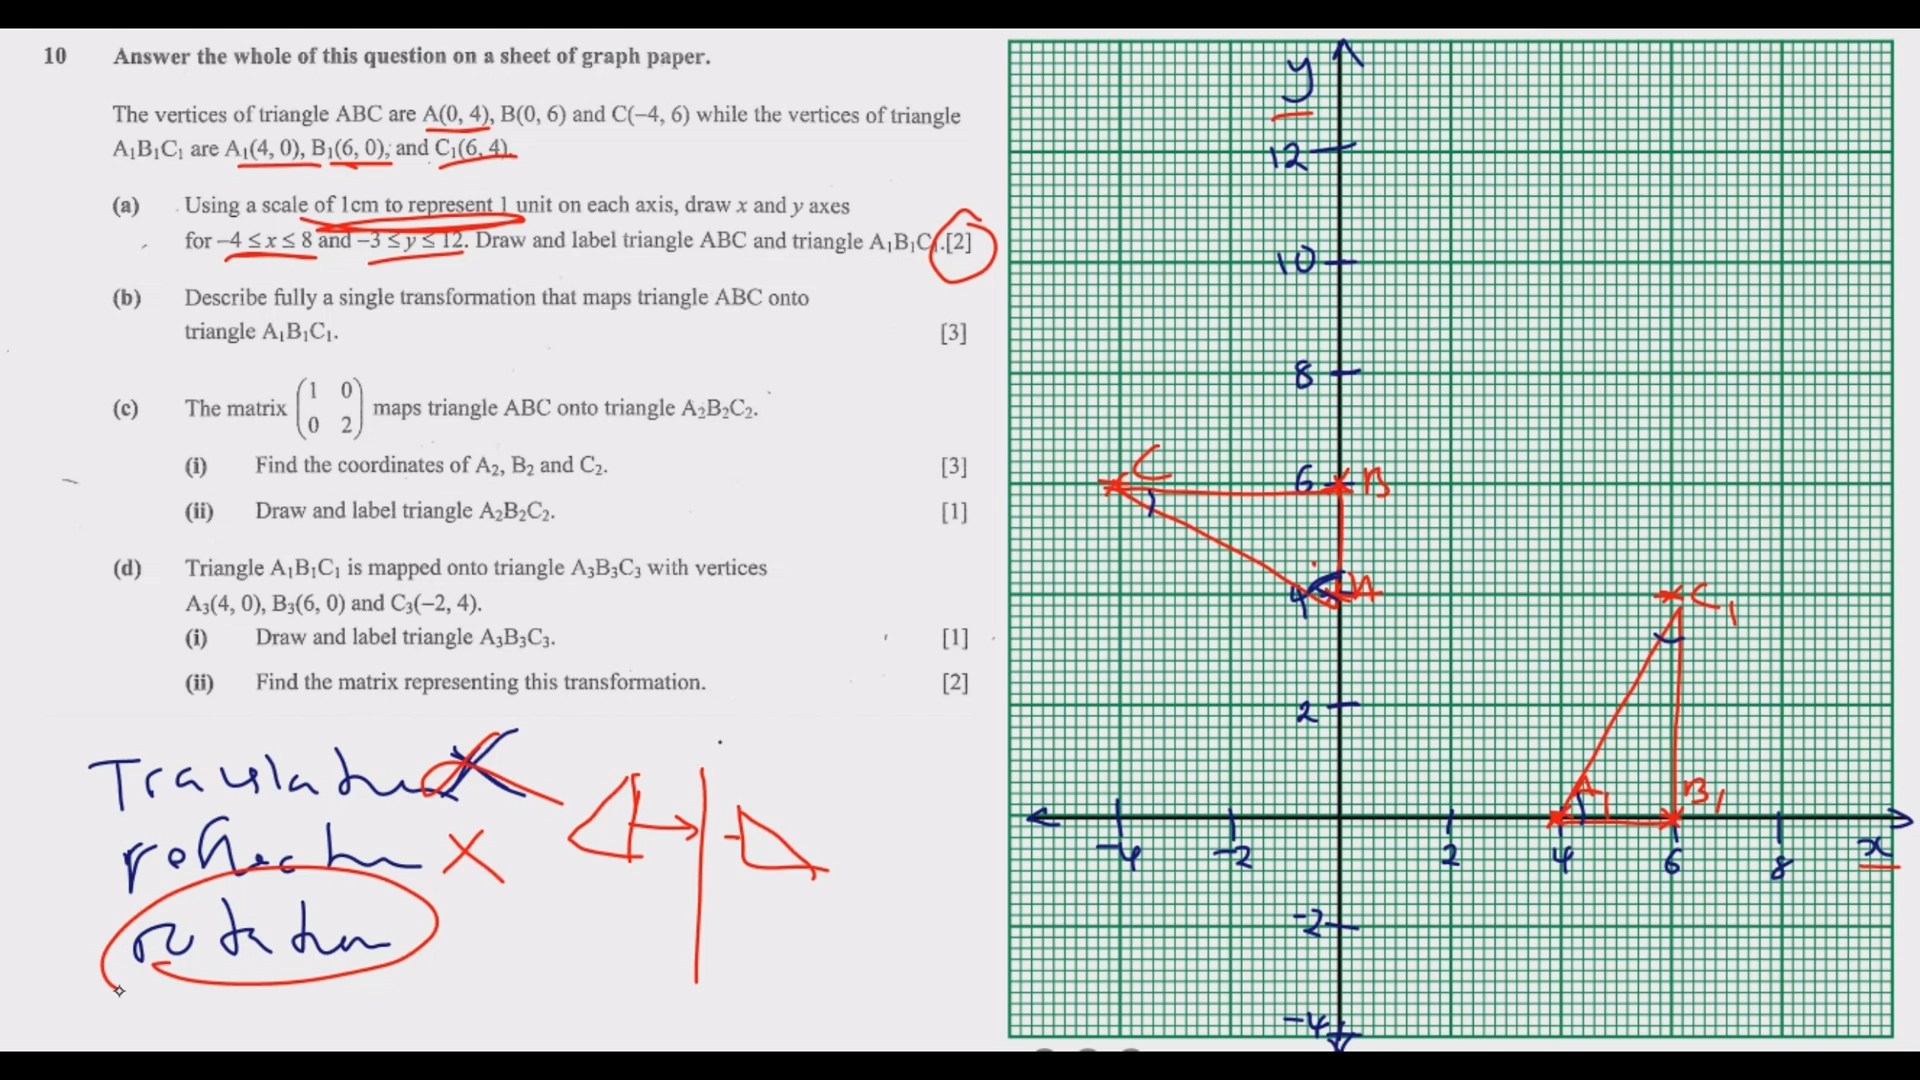 10 Answer the whole of this question on a sheet of graph paper.
The vertices of triangle ABC are A(0, 4), B(0, 6) and C(−4, 6) while the vertices of triangle
A₁B₁C₁ are A₁(4, 0), B₁(6, 0), and C₁(6, 4).
(a) Using a scale of 1cm to represent 1 unit on each axis, draw x and y axes
for −4 ≤ x ≤ 8 and −3 ≤ y ≤ 12. Draw and label triangle ABC and triangle A₁B₁C₁.[2]
(b) Describe fully a single transformation that maps triangle ABC onto
triangle A₁B₁C₁. [3]
(c) The matrix (1 0
0 2) maps triangle ABC onto triangle A₂B₂C₂.
(i) Find the coordinates of A₂, B₂ and C₂. [3]
(ii) Draw and label triangle A₂B₂C₂. [1]
(d) Triangle A₁B₁C₁ is mapped onto triangle A₃B₃C₃ with vertices
A₃(4, 0), B₃(6, 0) and C₃(−2, 4).
(i) Draw and label triangle A₃B₃C₃. [1]
(ii) Find the matrix representing this transformation. [2]
Translation
reflection
rotation
y
12
10
8
C 6 B
4 A
C₁
2
A₁ B₁
-4 -2 2 4 6 8 x
-2
-4